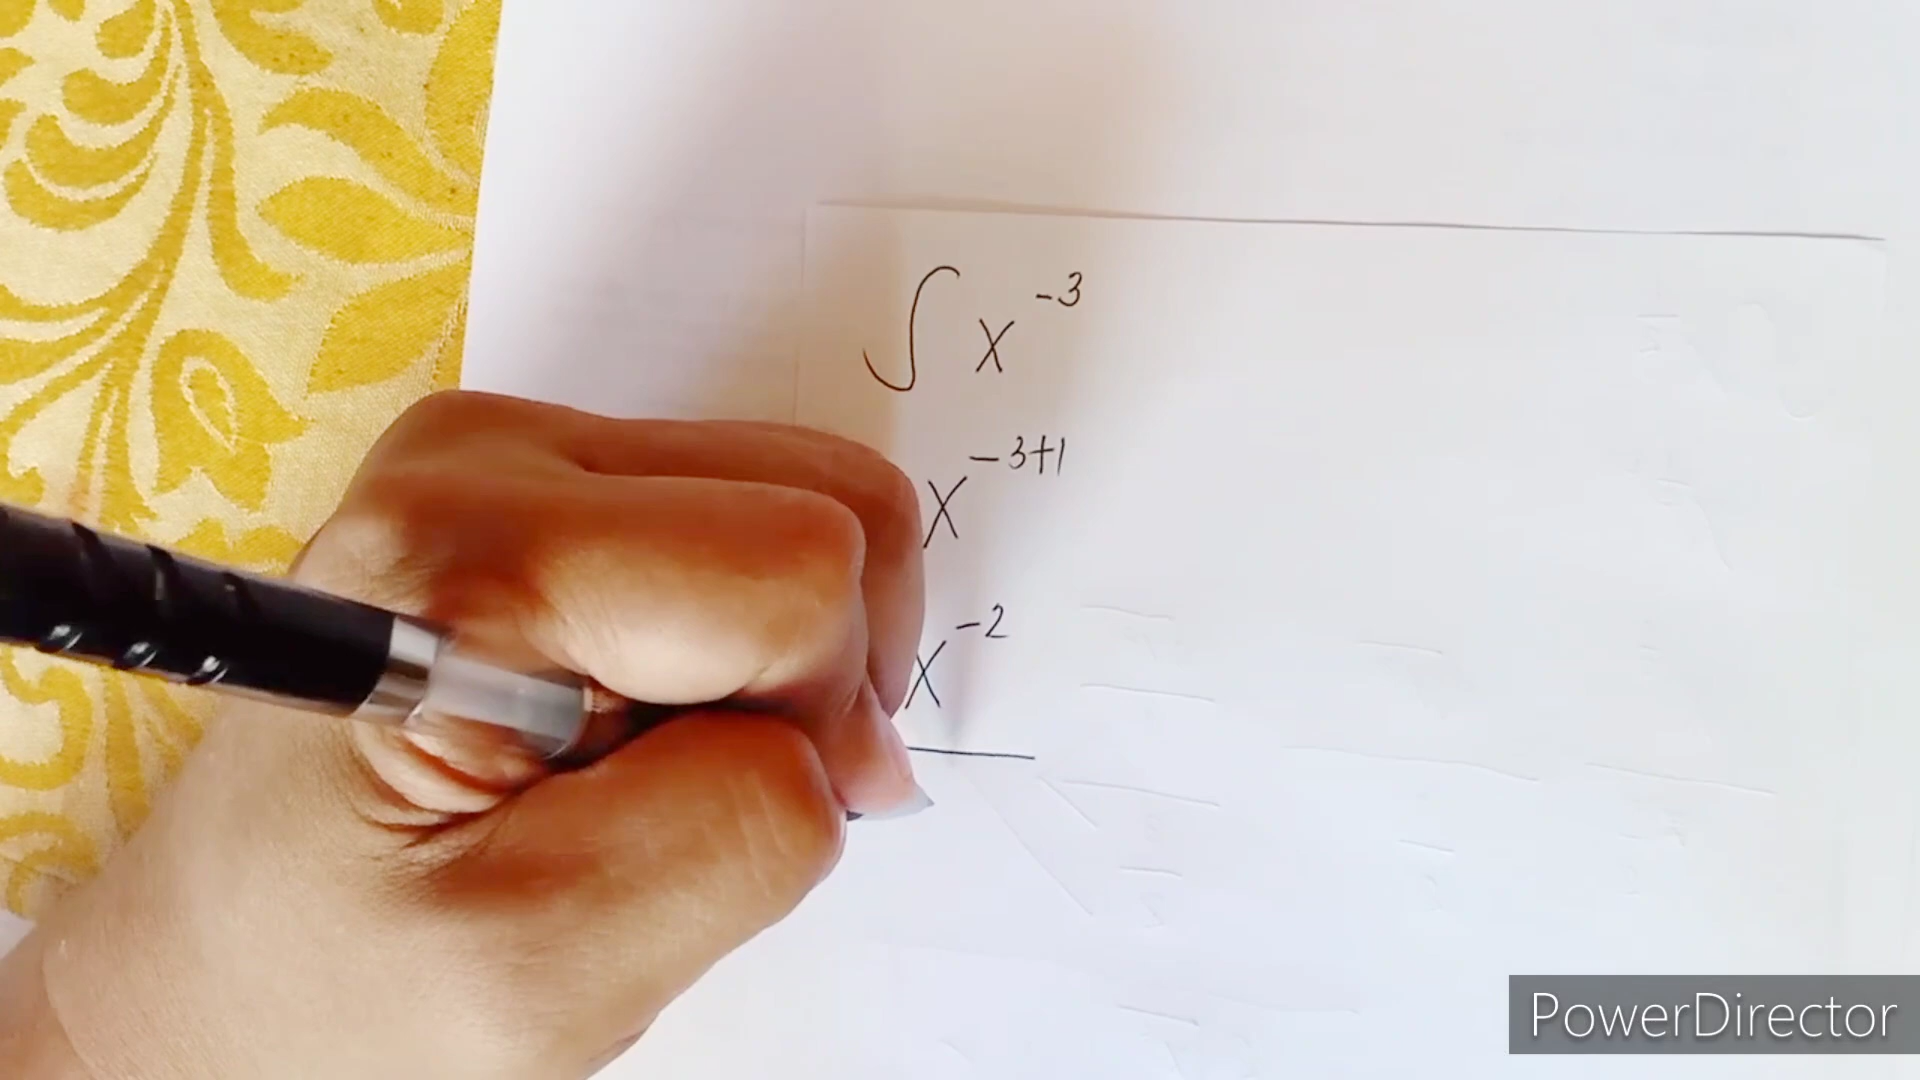 ∫ x⁻³
x⁻³⁺¹
x⁻²
PowerDirector